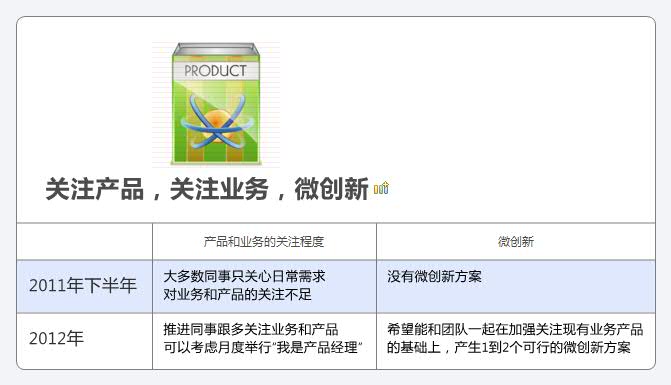 PRODUCT
关注产品，关注业务，微创新
产品和业务的关注程度
微创新
2011年下半年
大多数同事只关心日常需求
对业务和产品的关注不足
没有微创新方案
2012年
推进同事跟多关注业务和产品
可以考虑月度举行“我是产品经理”
希望能和团队一起在加强关注现有业务产品
的基础上，产生1到2个可行的微创新方案